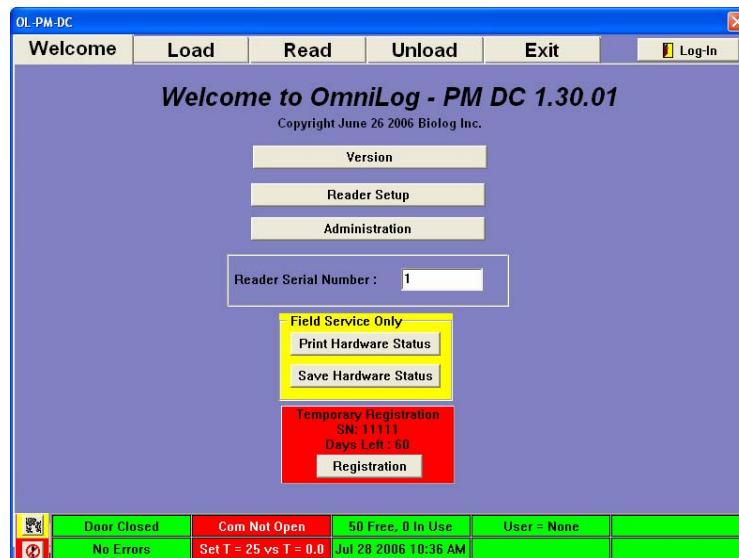 OL-PM-DC
Welcome Load Read Unload Exit Log-In
Welcome to OmniLog - PM DC 1.30.01
Copyright June 26 2006 Biolog Inc.
Version
Reader Setup
Administration
Reader Serial Number : 1
Field Service Only
Print Hardware Status
Save Hardware Status
Temporary Registration
SN: 11111
Days Left : 60
Registration
Door Closed Com Not Open 50 Free, 0 In Use User = None
No Errors Set T = 25 vs T = 0.0 Jul 28 2006 10:36 AM